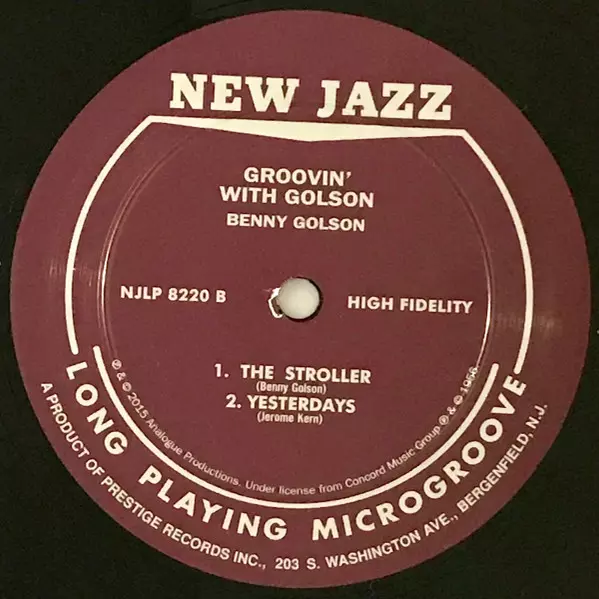 NEW JAZZ
GROOVIN'
WITH GOLSON
BENNY GOLSON
NJLP 8220 B
HIGH FIDELITY
1. THE STROLLER
(Benny Golson)
2. YESTERDAYS
(Jerome Kern)
℗ & © 2015 Analogue Productions. Under license from Concord Music Group ℗ & © 1966
LONG PLAYING MICROGROOVE
A PRODUCT OF PRESTIGE RECORDS INC., 203 S. WASHINGTON AVE., BERGENFIELD, N.J.